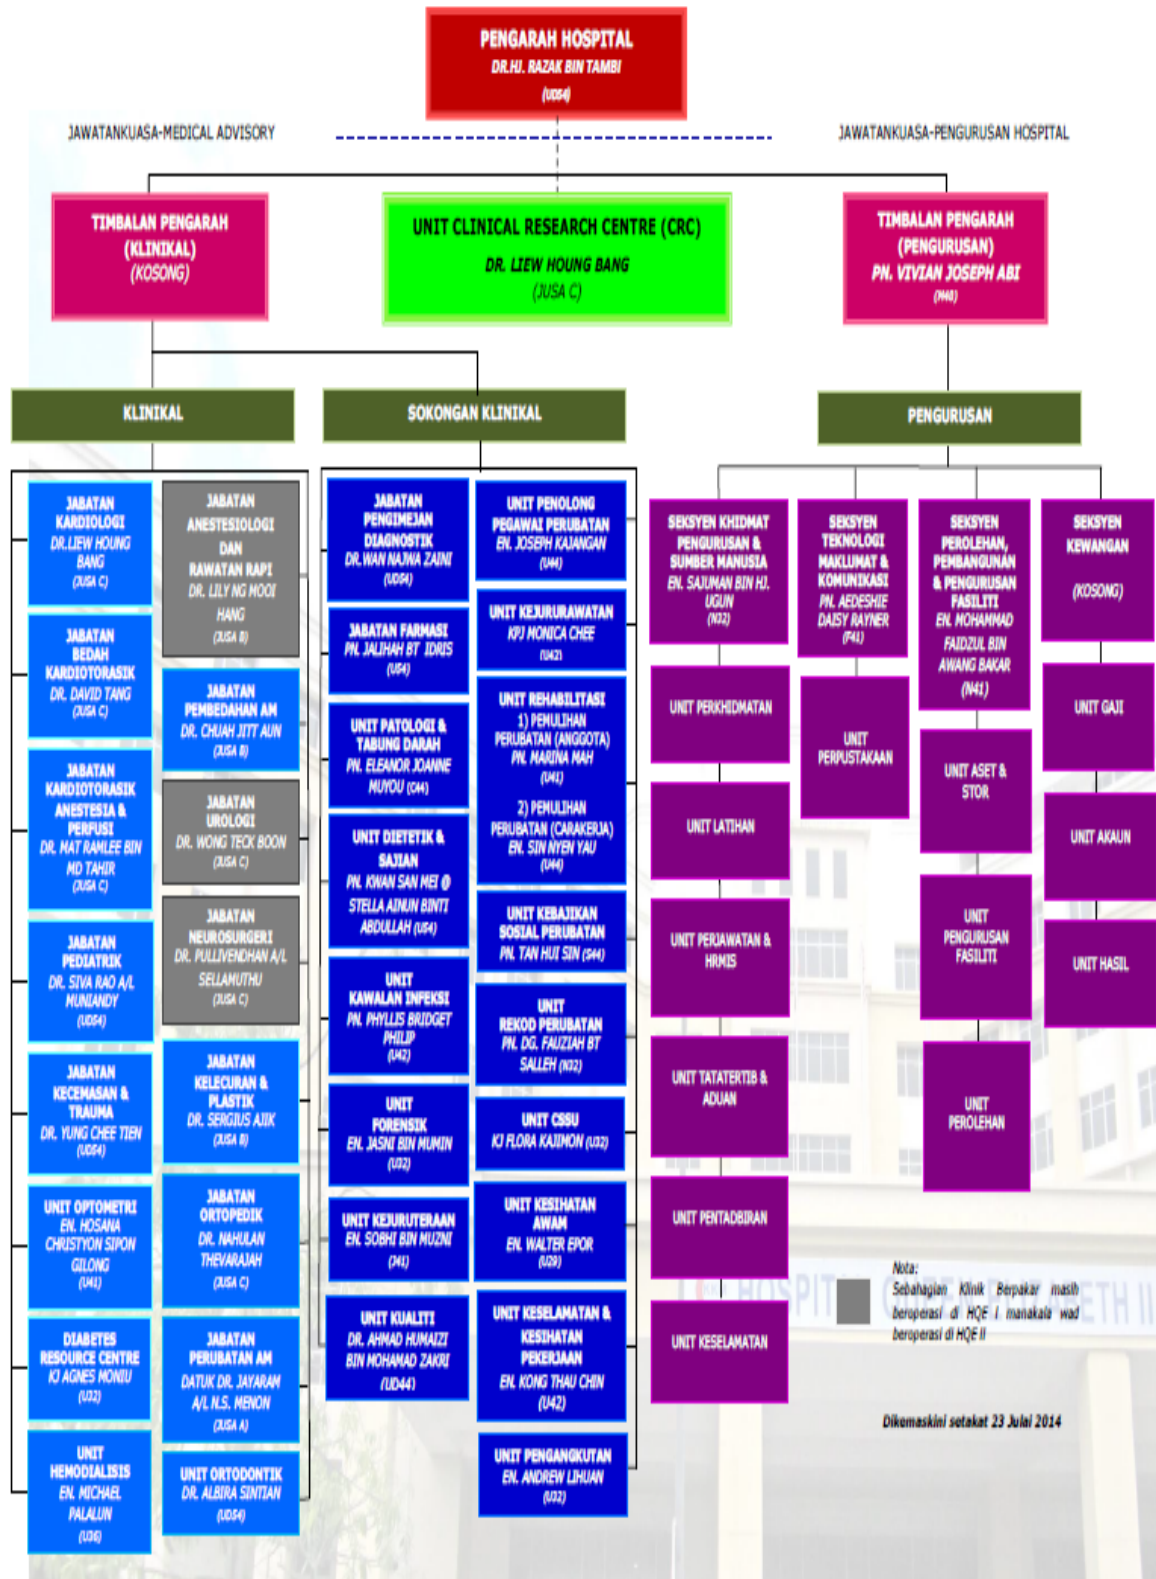 PENGARAH HOSPITAL
DR.HJ. RAZAK BIN TAMBI
(UD54)
JAWATANKUASA-MEDICAL ADVISORY
JAWATANKUASA-PENGURUSAN HOSPITAL
TIMBALAN PENGARAH
(KLINIKAL)
(KOSONG)
UNIT CLINICAL RESEARCH CENTRE (CRC)
DR. LIEW HOUNG BANG
(JUSA C)
TIMBALAN PENGARAH
(PENGURUSAN)
PN. VIVIAN JOSEPH ABI
(N48)
KLINIKAL
SOKONGAN KLINIKAL
PENGURUSAN
JABATAN
KARDIOLOGI
DR.LIEW HOUNG
BANG
(JUSA C)
JABATAN
BEDAH
KARDIOTORASIK
DR. DAVID TANG
(JUSA C)
JABATAN
KARDIOTORASIK
ANESTESIA &
PERFUSI
DR. MAT RAMLEE BIN
MD TAHIR
(JUSA C)
JABATAN
PEDIATRIK
DR. SIVA RAO A/L
MUNIANDY
(UD54)
JABATAN
KECEMASAN &
TRAUMA
DR. YUNG CHEE TIEN
(UD54)
UNIT OPTOMETRI
EN. HOSANA
CHRISTYON SIPON
GILONG
(U41)
DIABETES
RESOURCE CENTRE
KJ AGNES MONIU
(U32)
UNIT
HEMODIALISIS
EN. MICHAEL
PALALUN
(U36)
JABATAN
ANESTESIOLOGI
DAN
RAWATAN RAPI
DR. LILY NG MOOI
HANG
(JUSA B)
JABATAN
PEMBEDAHAN AM
DR. CHUAH JITT AUN
(JUSA B)
JABATAN
UROLOGI
DR. WONG TECK BOON
(JUSA C)
JABATAN
NEUROSURGERI
DR. PULLIVENDHAN A/L
SELLAMUTHU
(JUSA C)
JABATAN
KELECURAN &
PLASTIK
DR. SERGIUS AJIK
(JUSA B)
JABATAN
ORTOPEDIK
DR. NAHULAN
THEVARAJAH
(JUSA C)
JABATAN
PERUBATAN AM
DATUK DR. JAYARAM
A/L N.S. MENON
(JUSA A)
UNIT ORTODONTIK
DR. ALBIRA SINTIAN
(UD54)
JABATAN
PENGIMEJAN
DIAGNOSTIK
DR.WAN NAJWA ZAINI
(UD54)
JABATAN FARMASI
PN. JALIHAH BT IDRIS
(U54)
UNIT PATOLOGI &
TABUNG DARAH
PN. ELEANOR JOANNE
MUYOU (C44)
UNIT DIETETIK &
SAJIAN
PN. KWAN SAN MEI @
STELLA AINUN BINTI
ABDULLAH (U54)
UNIT
KAWALAN INFEKSI
PN. PHYLLIS BRIDGET
PHILIP
(U42)
UNIT
FORENSIK
EN. JASNI BIN MUMIN
(U32)
UNIT KEJURUTERAAN
EN. SOBHI BIN MUZNI
(J41)
UNIT KUALITI
DR. AHMAD HUMAIZI
BIN MOHAMAD ZAKRI
(UD44)
UNIT PENOLONG
PEGAWAI PERUBATAN
EN. JOSEPH KAJANGAN
(U44)
UNIT KEJURURAWATAN
KPJ MONICA CHEE
(U42)
UNIT REHABILITASI
1) PEMULIHAN
PERUBATAN (ANGGOTA)
PN. MARINA MAH
(U41)
2) PEMULIHAN
PERUBATAN (CARAKERJA)
EN. SIN NYEN YAU
(U44)
UNIT KEBAJIKAN
SOSIAL PERUBATAN
PN. TAN HUI SIN (S44)
UNIT
REKOD PERUBATAN
PN. DG. FAUZIAH BT
SALLEH (N32)
UNIT CSSU
KJ FLORA KAJIMON (U32)
UNIT KESIHATAN
AWAM
EN. WALTER EPOR
(U29)
UNIT KESELAMATAN &
KESIHATAN
PEKERJAAN
EN. KONG THAU CHIN
(U42)
UNIT PENGANGKUTAN
EN. ANDREW LIHUAN
(U32)
SEKSYEN KHIDMAT
PENGURUSAN &
SUMBER MANUSIA
EN. SAJUMAN BIN HJ.
UGUN
(N32)
UNIT PERKHIDMATAN
UNIT LATIHAN
UNIT PERJAWATAN &
HRMIS
UNIT TATATERTIB &
ADUAN
UNIT PENTADBIRAN
UNIT KESELAMATAN
SEKSYEN
TEKNOLOGI
MAKLUMAT &
KOMUNIKASI
PN. AEDESHIE
DAISY RAYNER
(F41)
UNIT
PERPUSTAKAAN
SEKSYEN
PEROLEHAN,
PEMBANGUNAN
& PENGURUSAN
FASILITI
EN. MOHAMMAD
FAIDZUL BIN
AWANG BAKAR
(N41)
UNIT ASET &
STOR
UNIT
PENGURUSAN
FASILITI
UNIT
PEROLEHAN
SEKSYEN
KEWANGAN
(KOSONG)
UNIT GAJI
UNIT AKAUN
UNIT HASIL
Nota:
Sebahagian Klinik Berpakar masih
beroperasi di HQE I manakala wad
beroperasi di HQE II
Dikemaskini setakat 23 Julai 2014